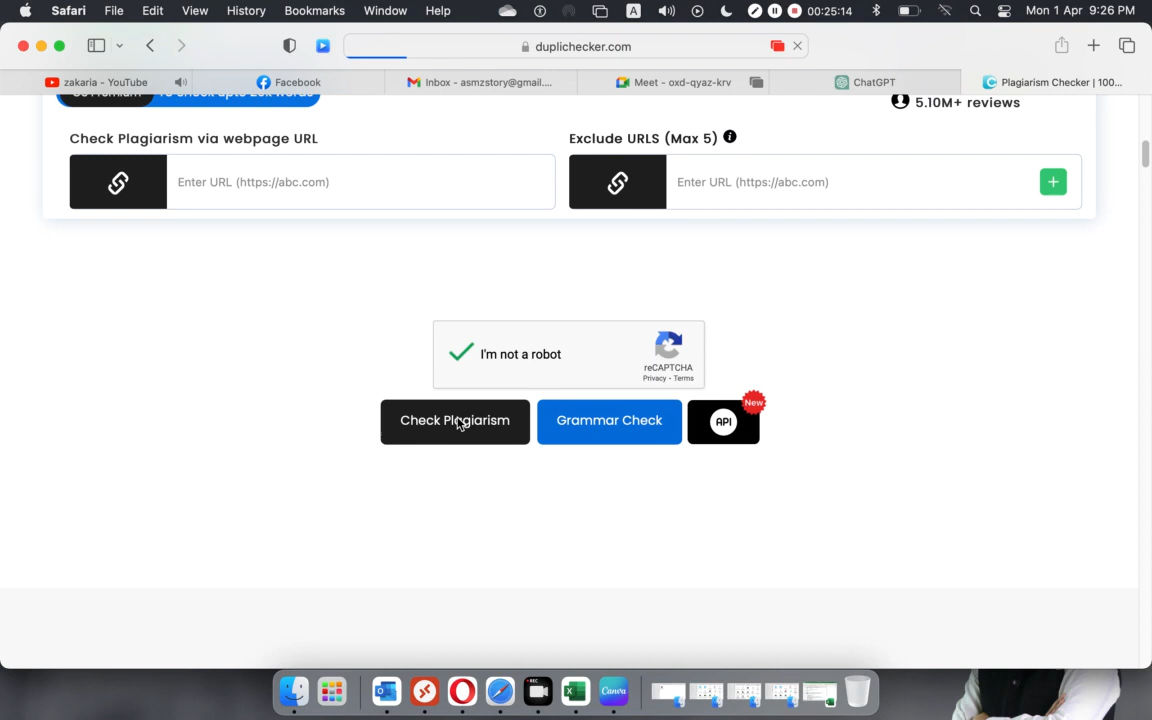 Safari File Edit View History Bookmarks Window Help A 00:25:14 Mon 1 Apr 9:26 PM
duplichecker.com
zakaria - YouTube Facebook Inbox - asmzstory@gmail.... Meet - oxd-qyaz-krv ChatGPT Plagiarism Checker | 100...
5.10M+ reviews
Check Plagiarism via webpage URL Exclude URLS (Max 5)
Enter URL (https://abc.com) Enter URL (https://abc.com)
I'm not a robot
reCAPTCHA
Privacy - Terms
New
Check Plagiarism Grammar Check API
REC
Canva